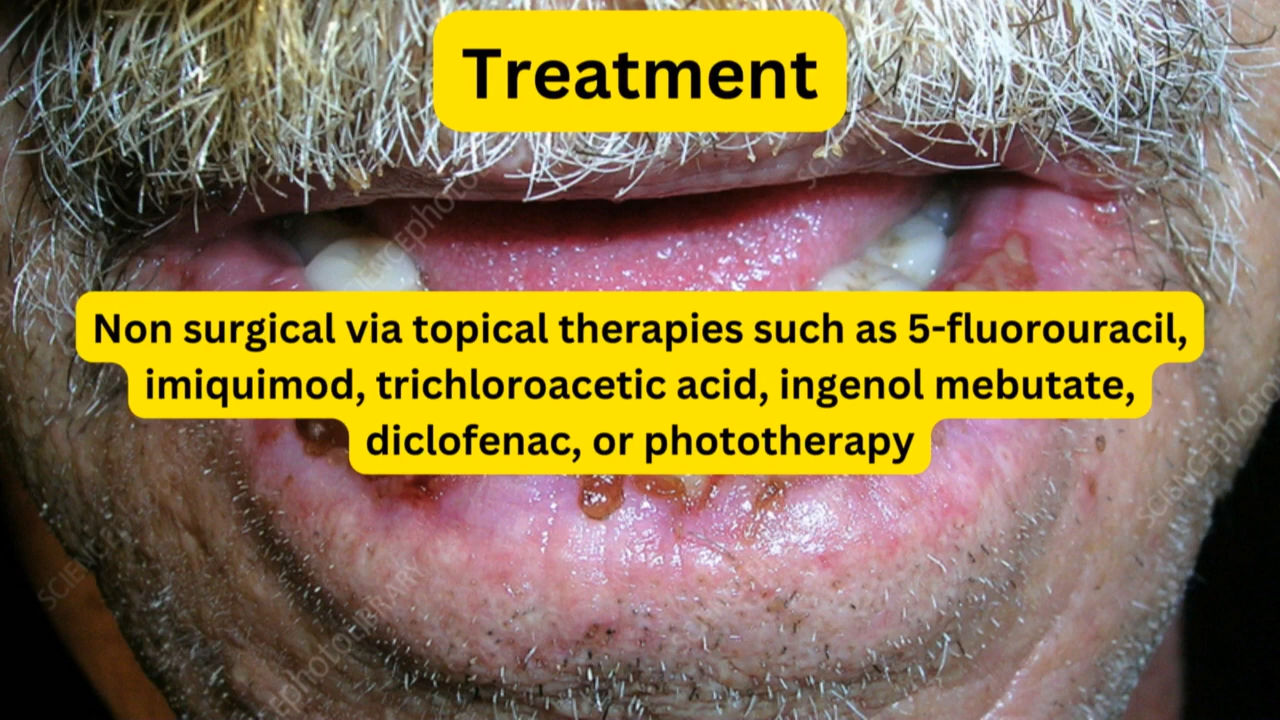 Treatment
Non surgical via topical therapies such as 5-fluorouracil,
imiquimod, trichloroacetic acid, ingenol mebutate,
diclofenac, or phototherapy